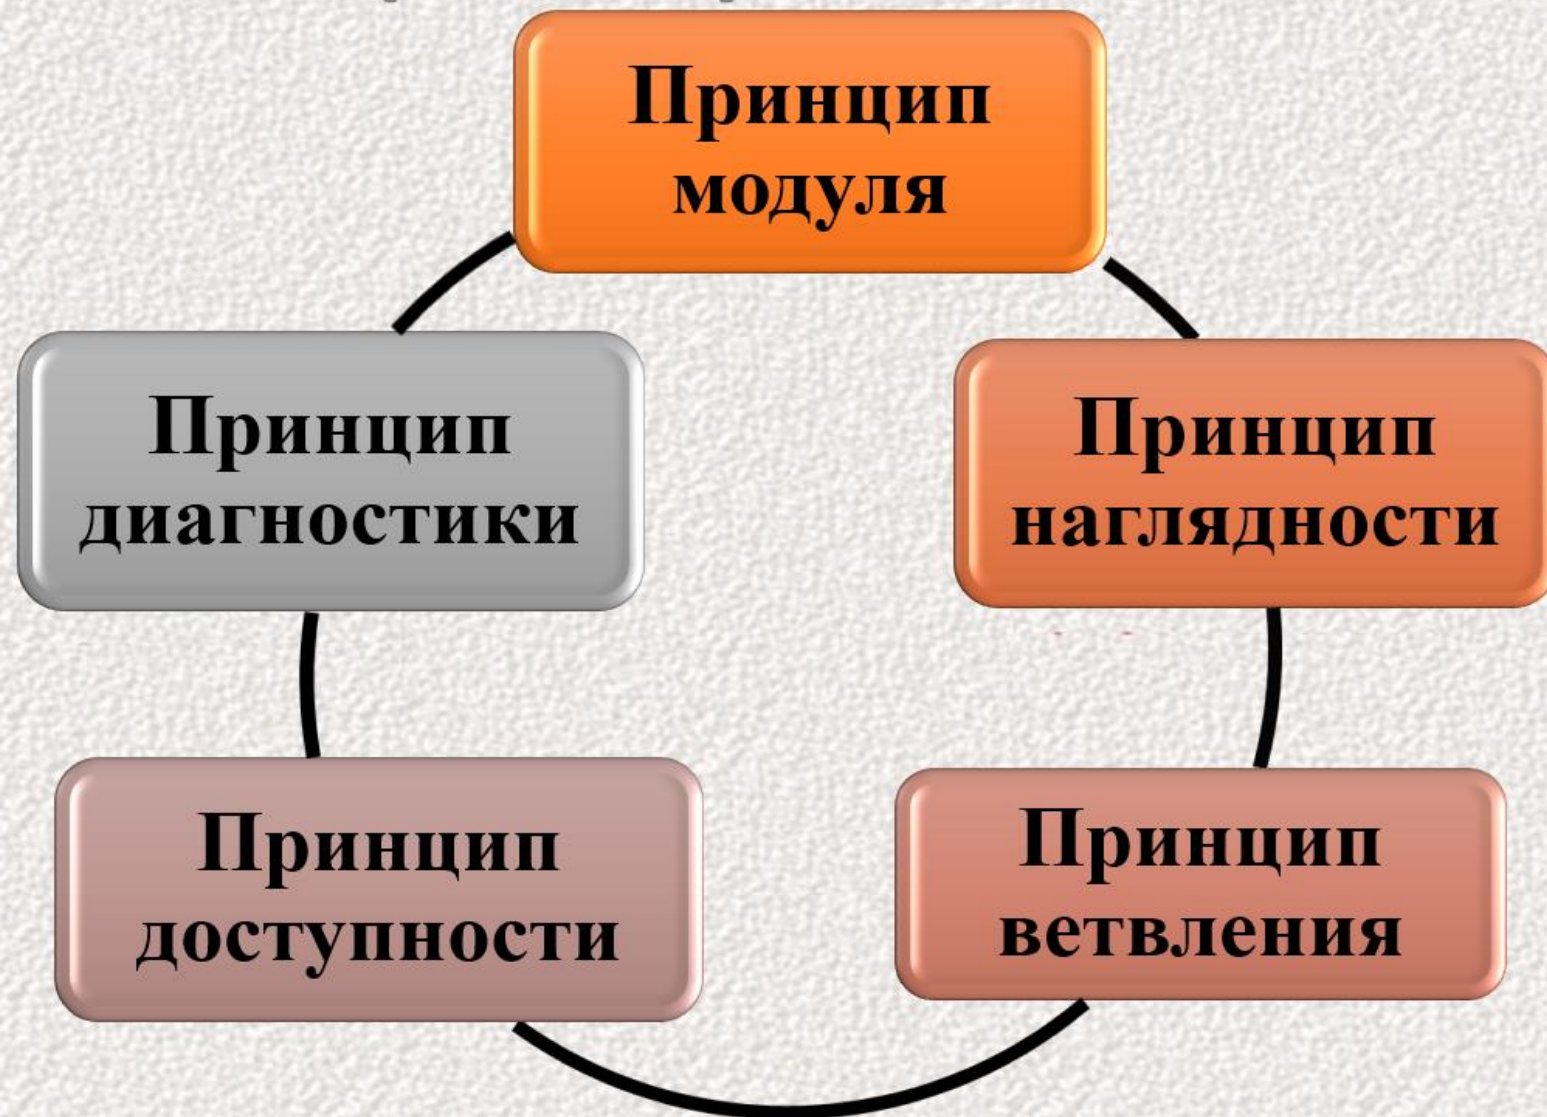 Принцип
модуля
Принцип
диагностики
Принцип
наглядности
Принцип
доступности
Принцип
ветвления